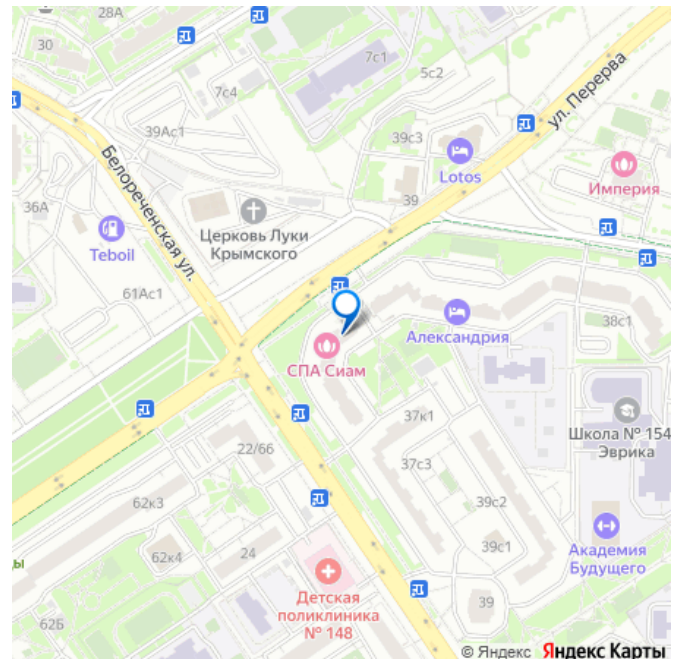 28А
30
7с1
5с2
7с4
39Ас1
39с3
ул. Перерва
Lotos
Империя
Белореченская ул.
36А
39
Teboil
Церковь Луки
Крымского
61Ас1
38с1
Александрия
СПА Сиам
37к1
Школа № 154
Эврика
22/66
37с3
62к3
39с2
39с1
62к4
24
Академия
Будущего
ы
Детская
поликлиника
№ 148
39
62Б
© Яндекс Яндекс Карты